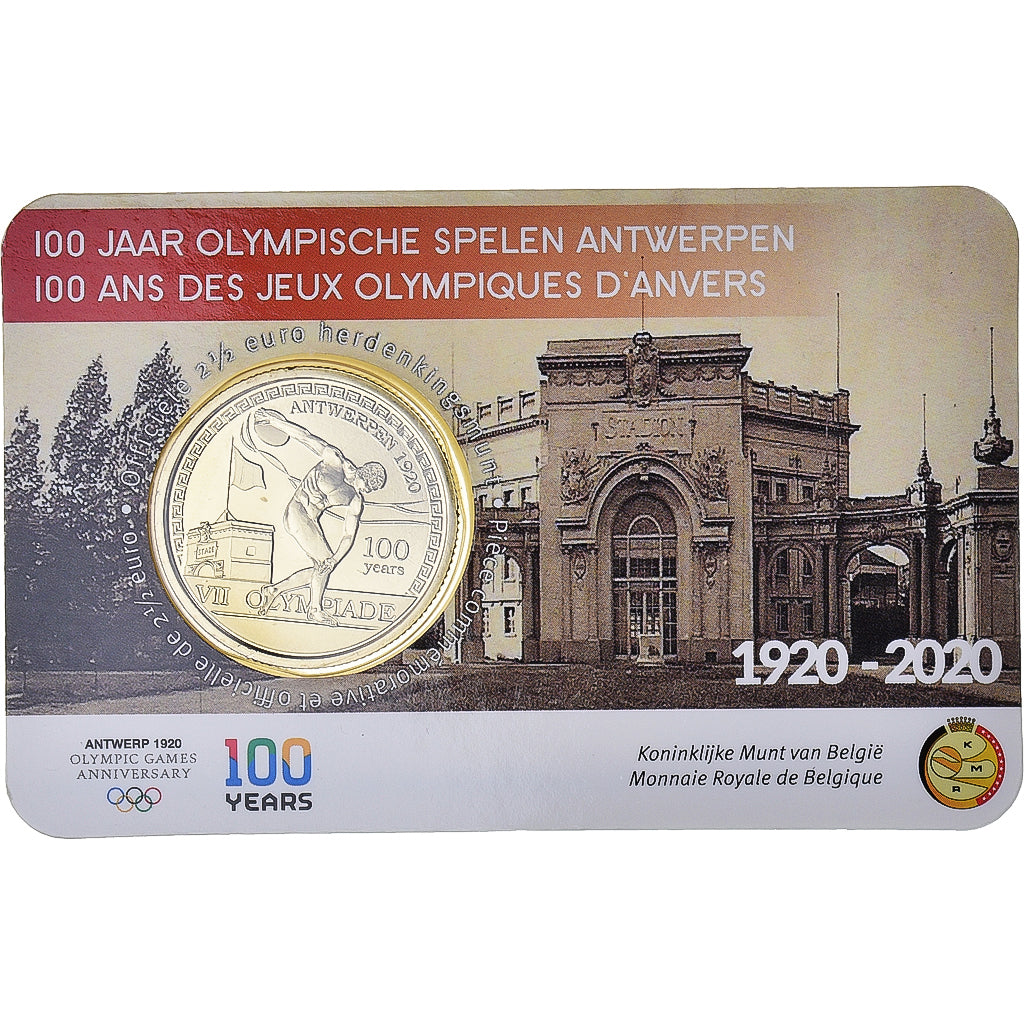 100 JAAR OLYMPISCHE SPELEN ANTWERPEN
100 ANS DES JEUX OLYMPIQUES D'ANVERS
• Officiële 2½ euro herdenkingsmunt •
Pièce commémorative et officielle de 2½ euro
ANTWERPEN 1920
STADE
100
years
VII OLYMPIADE
STADION
1920 - 2020
ANTWERP 1920
OLYMPIC GAMES
ANNIVERSARY
100
YEARS
Koninklijke Munt van België
Monnaie Royale de Belgique
K
M
R